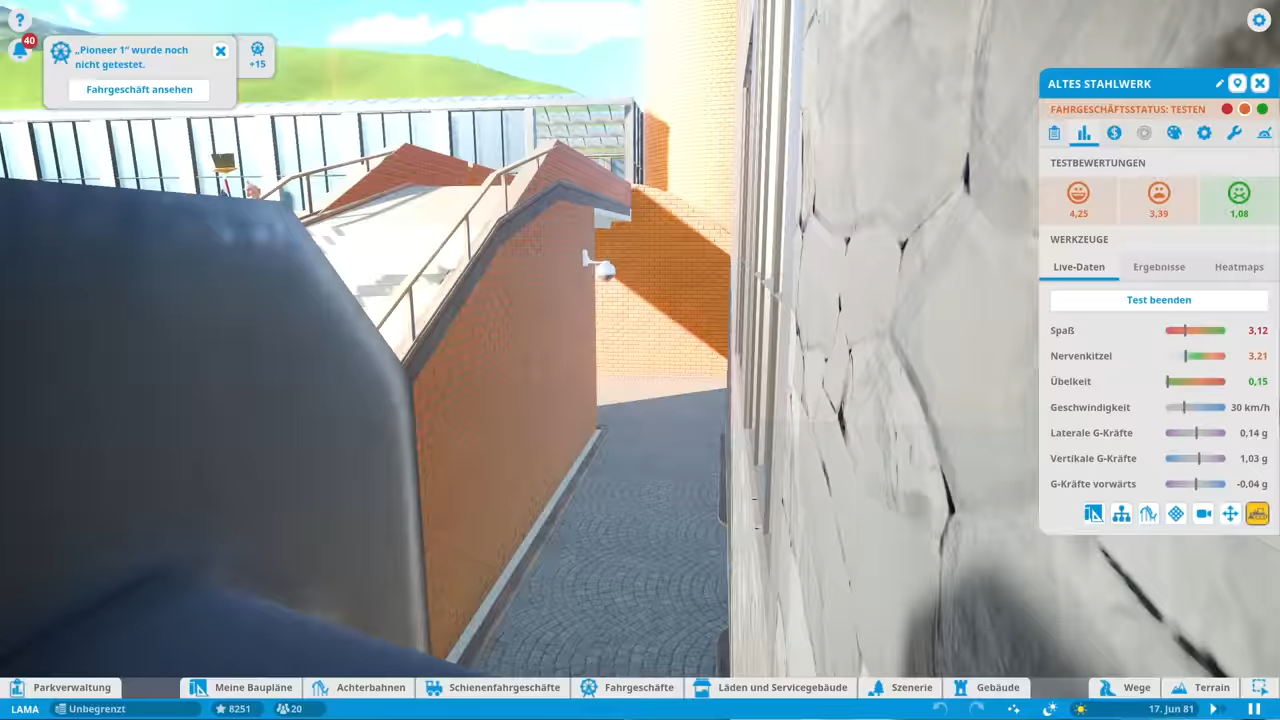 ?
40
„Pioneer 1" wurde noch
nicht getestet.
Fahrgeschäft ansehen
+15
ALTES STAHLWERK
FAHRGESCHÄFTSSTATUS: TESTEN
TESTBEWERTUNGEN
4,25
3,39
1,08
WERKZEUGE
Live-Daten
Ergebnisse
Heatmaps
Test beenden
Spaß 3,12
Nervenkitzel 3,21
Übelkeit 0,15
Geschwindigkeit 30 km/h
Laterale G-Kräfte 0,14 g
Vertikale G-Kräfte 1,03 g
G-Kräfte vorwärts -0,04 g
Parkverwaltung
Meine Baupläne
Achterbahnen
Schienenfahrgeschäfte
Fahrgeschäfte
Läden und Servicegebäude
Szenerie
Gebäude
Wege
Terrain
LAMA
Unbegrenzt
8251
20
17. Jun 81